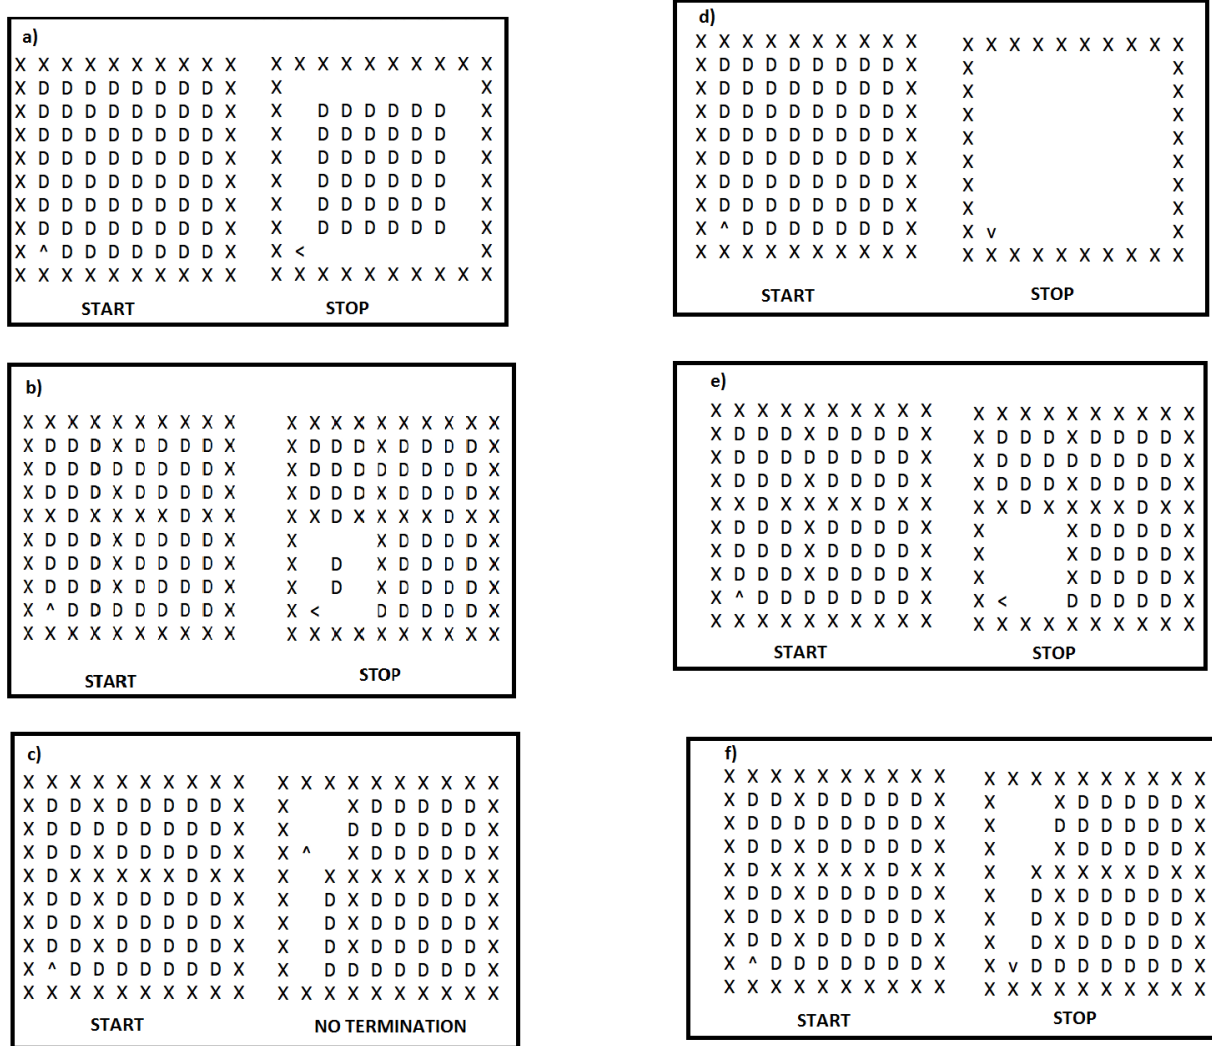 a)
X X X X X X X X X X
X D D D D D D D D X
X D D D D D D D D X
X D D D D D D D D X
X D D D D D D D D X
X D D D D D D D D X
X D D D D D D D D X
X D D D D D D D D X
X ^ D D D D D D D X
X X X X X X X X X X
START
X X X X X X X X X X
X X
X D D D D D D X
X D D D D D D X
X D D D D D D X
X D D D D D D X
X D D D D D D X
X D D D D D D X
X < X
X X X X X X X X X X
STOP
b)
X X X X X X X X X X
X D D D X D D D D X
X D D D D D D D D X
X D D D X D D D D X
X X D X X X X D X X
X D D D X D D D D X
X D D D X D D D D X
X D D D X D D D D X
X ^ D D D D D D D X
X X X X X X X X X X
START
X X X X X X X X X X
X D D D X D D D D X
X D D D D D D D D X
X D D D X D D D D X
X X D X X X X D X X
X X D D D D X
X D X D D D D X
X D X D D D D X
X < D D D D D X
X X X X X X X X X X
STOP
c)
X X X X X X X X X X
X D D X D D D D D X
X D D D D D D D D X
X D D X D D D D D X
X D X X X X X D D X
X D D X D D D D D X
X D D X D D D D D X
X D D X D D D D D X
X ^ D D D D D D D X
X X X X X X X X X X
START
X X X X X X X X X X
X X D D D D D X
X D D D D D D X
X ^ X D D D D D X
X X X X X X D D X
X D X D D D D D X
X D X D D D D D X
X D X D D D D D X
X D D D D D D D X
X X X X X X X X X X
NO TERMINATION
d)
X X X X X X X X X X
X D D D D D D D D X
X D D D D D D D D X
X D D D D D D D D X
X D D D D D D D D X
X D D D D D D D D X
X D D D D D D D D X
X D D D D D D D D X
X ^ D D D D D D D X
X X X X X X X X X X
START
X X X X X X X X X X
X X
X X
X X
X X
X X
X X
X X
X v X
X X X X X X X X X X
STOP
e)
X X X X X X X X X X
X D D D X D D D D X
X D D D D D D D D X
X D D D X D D D D X
X X D X X X X D X X
X D D D X D D D D X
X D D D X D D D D X
X D D D X D D D D X
X ^ D D D D D D D X
X X X X X X X X X X
START
X X X X X X X X X X
X D D D X D D D D X
X D D D D D D D D X
X D D D X D D D D X
X X D X X X X D X X
X X D D D D X
X X D D D D X
X X D D D D X
X < D D D D D X
X X X X X X X X X X
STOP
f)
X X X X X X X X X X
X D D X D D D D D X
X D D D D D D D D X
X D D X D D D D D X
X D X X X X X D D X
X D D X D D D D D X
X D D X D D D D D X
X D D X D D D D D X
X ^ D D D D D D D X
X X X X X X X X X X
START
X X X X X X X X X X
X X D D D D D X
X D D D D D D X
X X D D D D D X
X X X X X X D D X
X D X D D D D D X
X D X D D D D D X
X D X D D D D D X
X v D D D D D D D X
X X X X X X X X X X
STOP